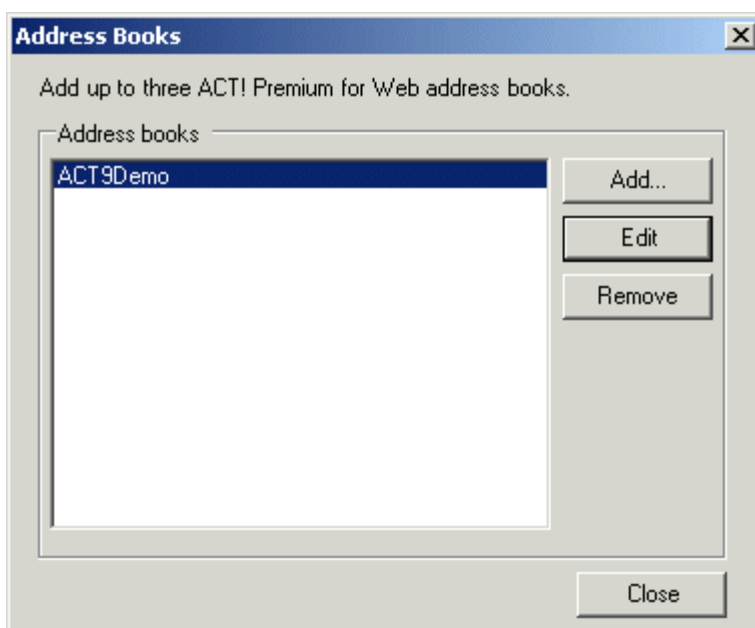 Address Books
Add up to three ACT! Premium for Web address books.
Address books
ACT9Demo
Add...
Edit
Remove
Close